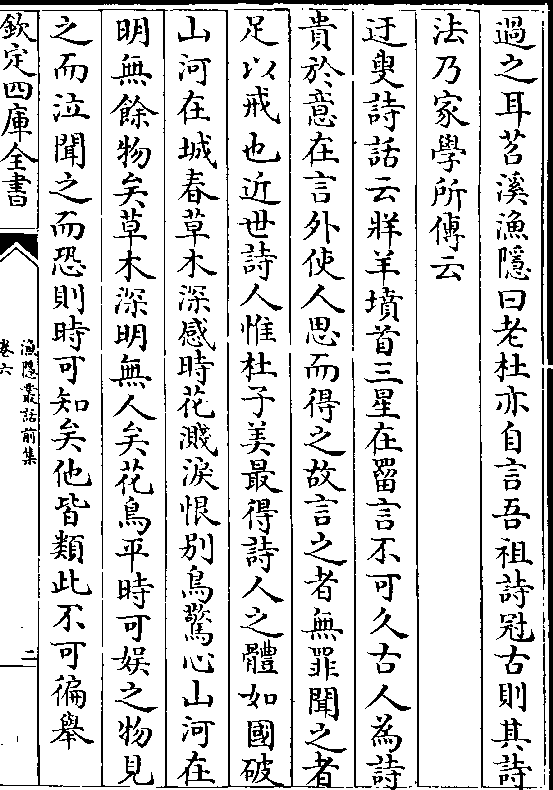 過之耳苕溪漁隱曰老杜亦自言吾祖詩冠古則其詩
法乃家學所傳云
迂叟詩話云牂羊墳首三星在罶言不可久古人為詩
貴於意在言外使人思而得之故言之者無罪聞之者
足以戒也近世詩人惟杜子美最得詩人之體如國破
山河在城春草木深感時花濺淚恨别鳥驚心山河在
明無餘物矣草木深明無人矣花鳥平時可娱之物見
之而泣聞之而恐則時可知矣他皆類此不可徧舉
欽定四庫全書
漁隱叢話前集
卷六
二